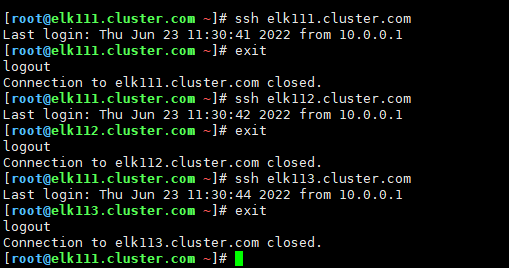 [root@elk111.cluster.com ~]# ssh elk111.cluster.com
Last login: Thu Jun 23 11:30:41 2022 from 10.0.0.1
[root@elk111.cluster.com ~]# exit
logout
Connection to elk111.cluster.com closed.
[root@elk111.cluster.com ~]# ssh elk112.cluster.com
Last login: Thu Jun 23 11:30:42 2022 from 10.0.0.1
[root@elk112.cluster.com ~]# exit
logout
Connection to elk112.cluster.com closed.
[root@elk111.cluster.com ~]# ssh elk113.cluster.com
Last login: Thu Jun 23 11:30:44 2022 from 10.0.0.1
[root@elk113.cluster.com ~]# exit
logout
Connection to elk113.cluster.com closed.
[root@elk111.cluster.com ~]#